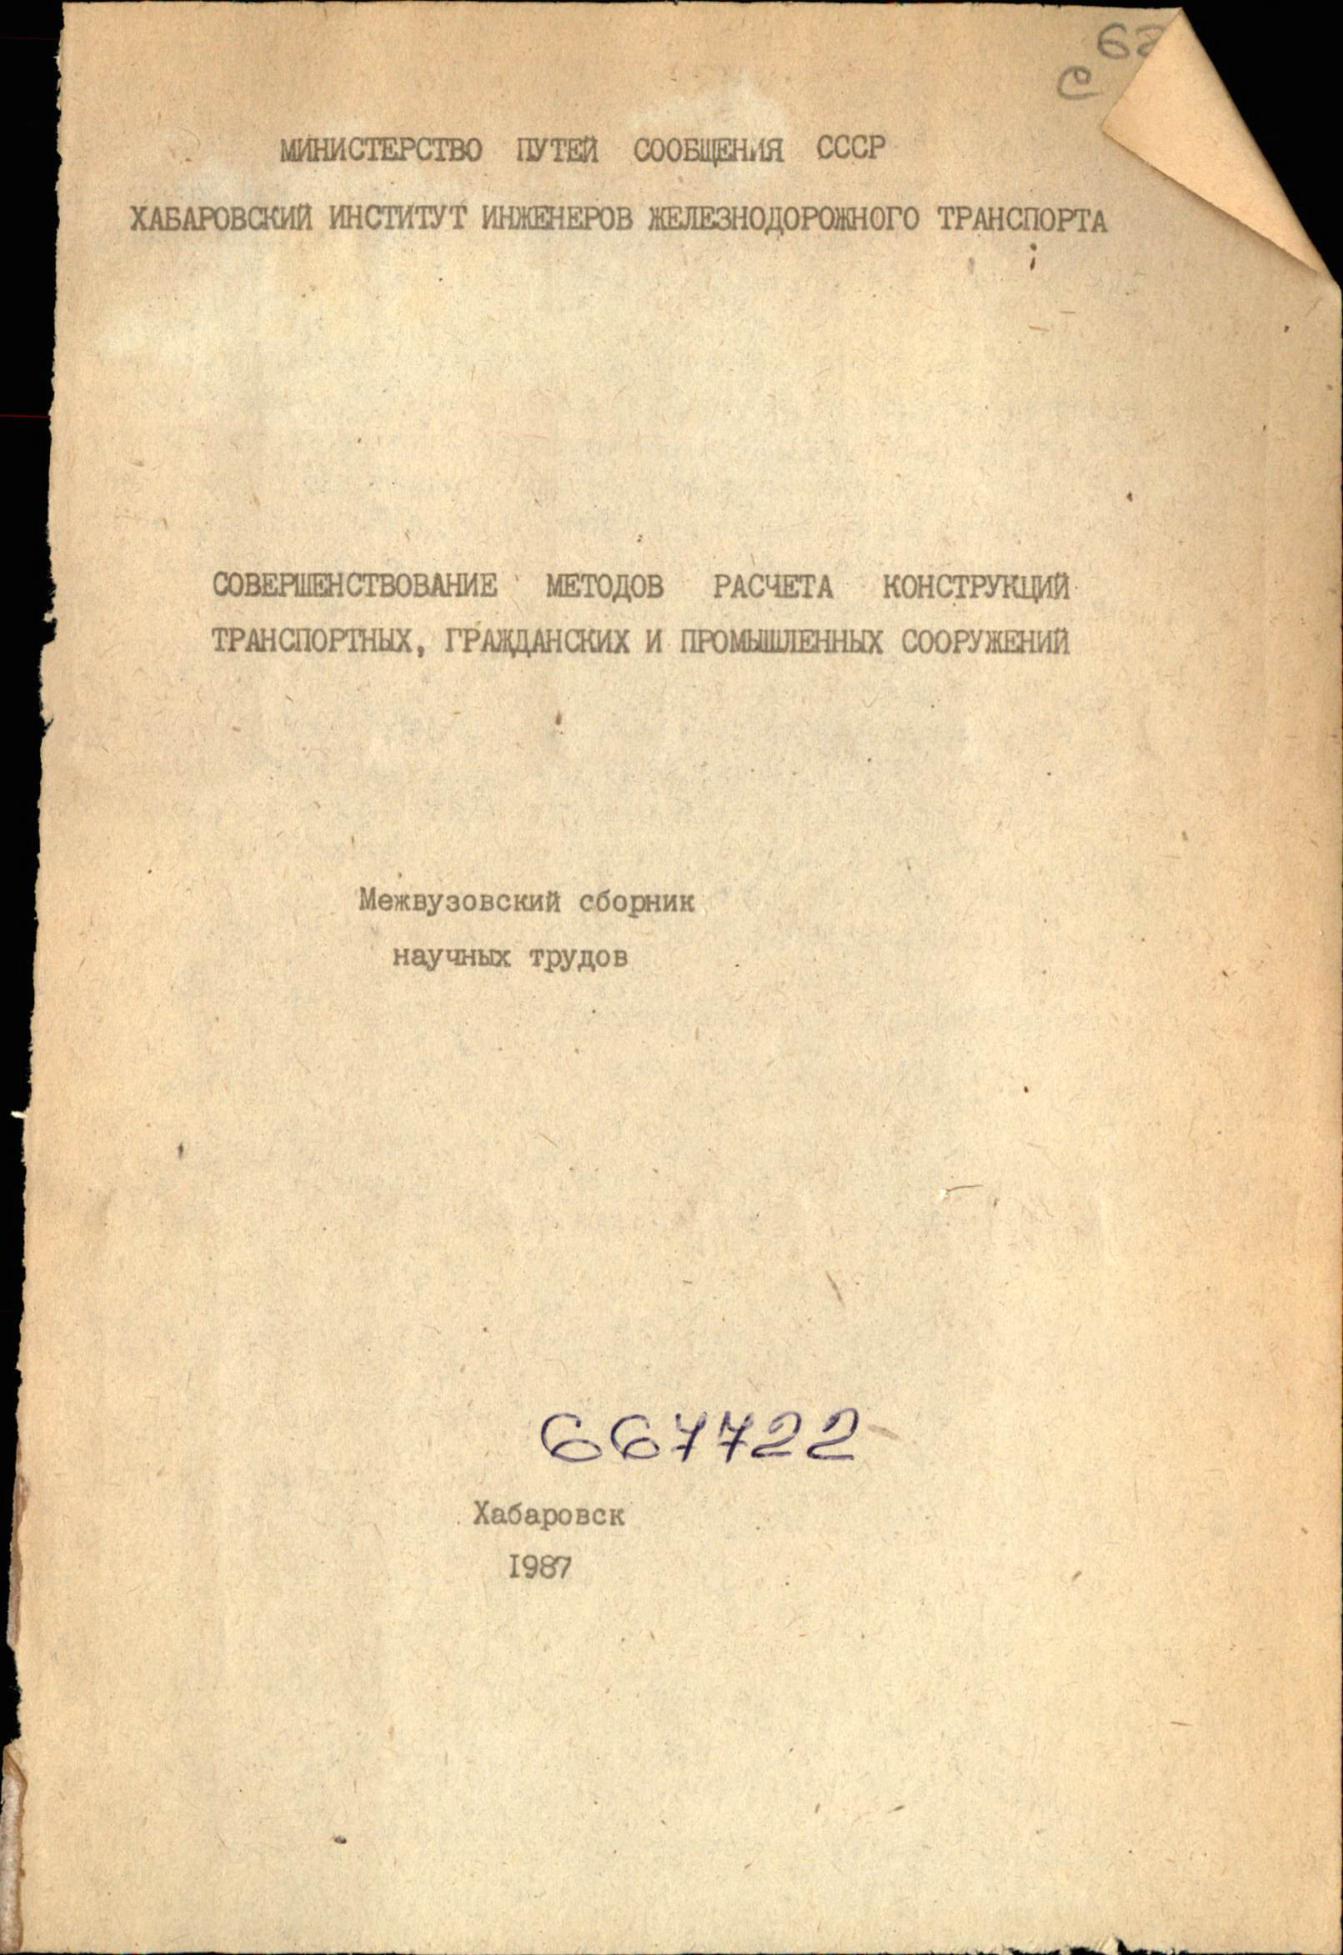 МИНИСТЕРСТВО ПУТЕЙ СООБЩЕНИЯ СССР
ХАБАРОВСКИЙ ИНСТИТУТ ИНЖЕНЕРОВ ЖЕЛЕЗНОДОРОЖНОГО ТРАНСПОРТА
СОВЕРШЕНСТВОВАНИЕ МЕТОДОВ РАСЧЕТА КОНСТРУКЦИЙ
ТРАНСПОРТНЫХ, ГРАЖДАНСКИХ И ПРОМЫШЛЕННЫХ СООРУЖЕНИЙ
Межвузовский сборник
научных трудов
667722
Хабаровск
I987